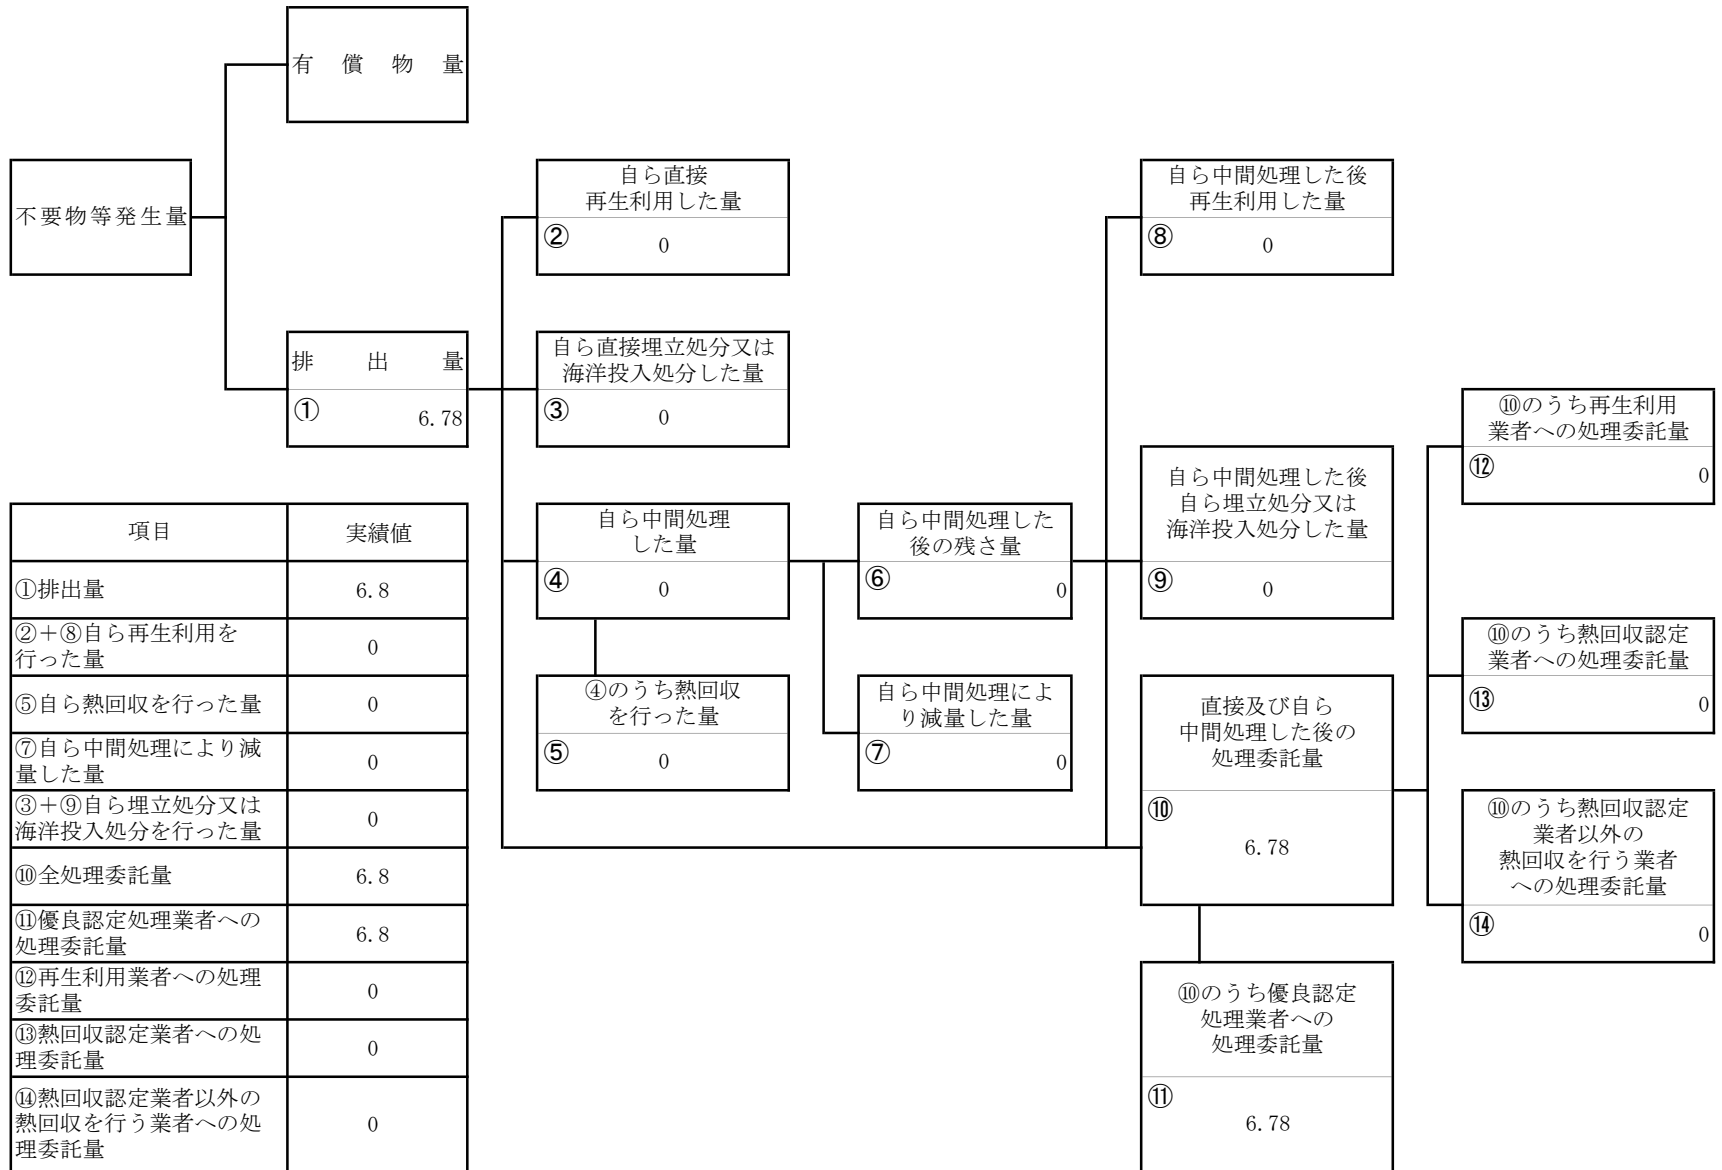 有償物量
不要物等発生量
排出量
①
6.78
自ら直接
再生利用した量
②
0
自ら直接埋立処分又は
海洋投入処分した量
③
0
自ら中間処理
した量
④
0
④のうち熱回収
を行った量
⑤
0
自ら中間処理した
後の残さ量
⑥
0
自ら中間処理によ
り減量した量
⑦
0
自ら中間処理した後
再生利用した量
⑧
0
自ら中間処理した後
自ら埋立処分又は
海洋投入処分した量
⑨
0
直接及び自ら
中間処理した後の
処理委託量
⑩
6.78
⑩のうち優良認定
処理業者への
処理委託量
⑪
6.78
⑩のうち再生利用
業者への処理委託量
⑫
0
⑩のうち熱回収認定
業者への処理委託量
⑬
0
⑩のうち熱回収認定
業者以外の
熱回収を行う業者
への処理委託量
⑭
0
項目 実績値
①排出量 6.8
②＋⑧自ら再生利用を
行った量 0
⑤自ら熱回収を行った量 0
⑦自ら中間処理により減
量した量 0
③＋⑨自ら埋立処分又は
海洋投入処分を行った量 0
⑩全処理委託量 6.8
⑪優良認定処理業者への
処理委託量 6.8
⑫再生利用業者への処理
委託量 0
⑬熱回収認定業者への処
理委託量 0
⑭熱回収認定業者以外の
熱回収を行う業者への処
理委託量 0